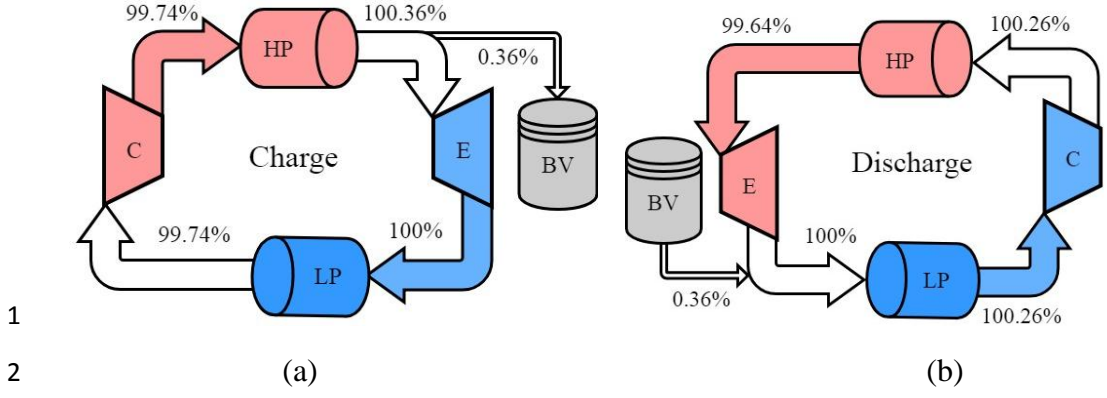 99.74%
100.36%
HP
0.36%
C
Charge
E
BV
99.74%
100%
LP
99.64%
100.26%
HP
BV
E
Discharge
C
100%
0.36%
LP
100.26%
1
2 (a) (b)